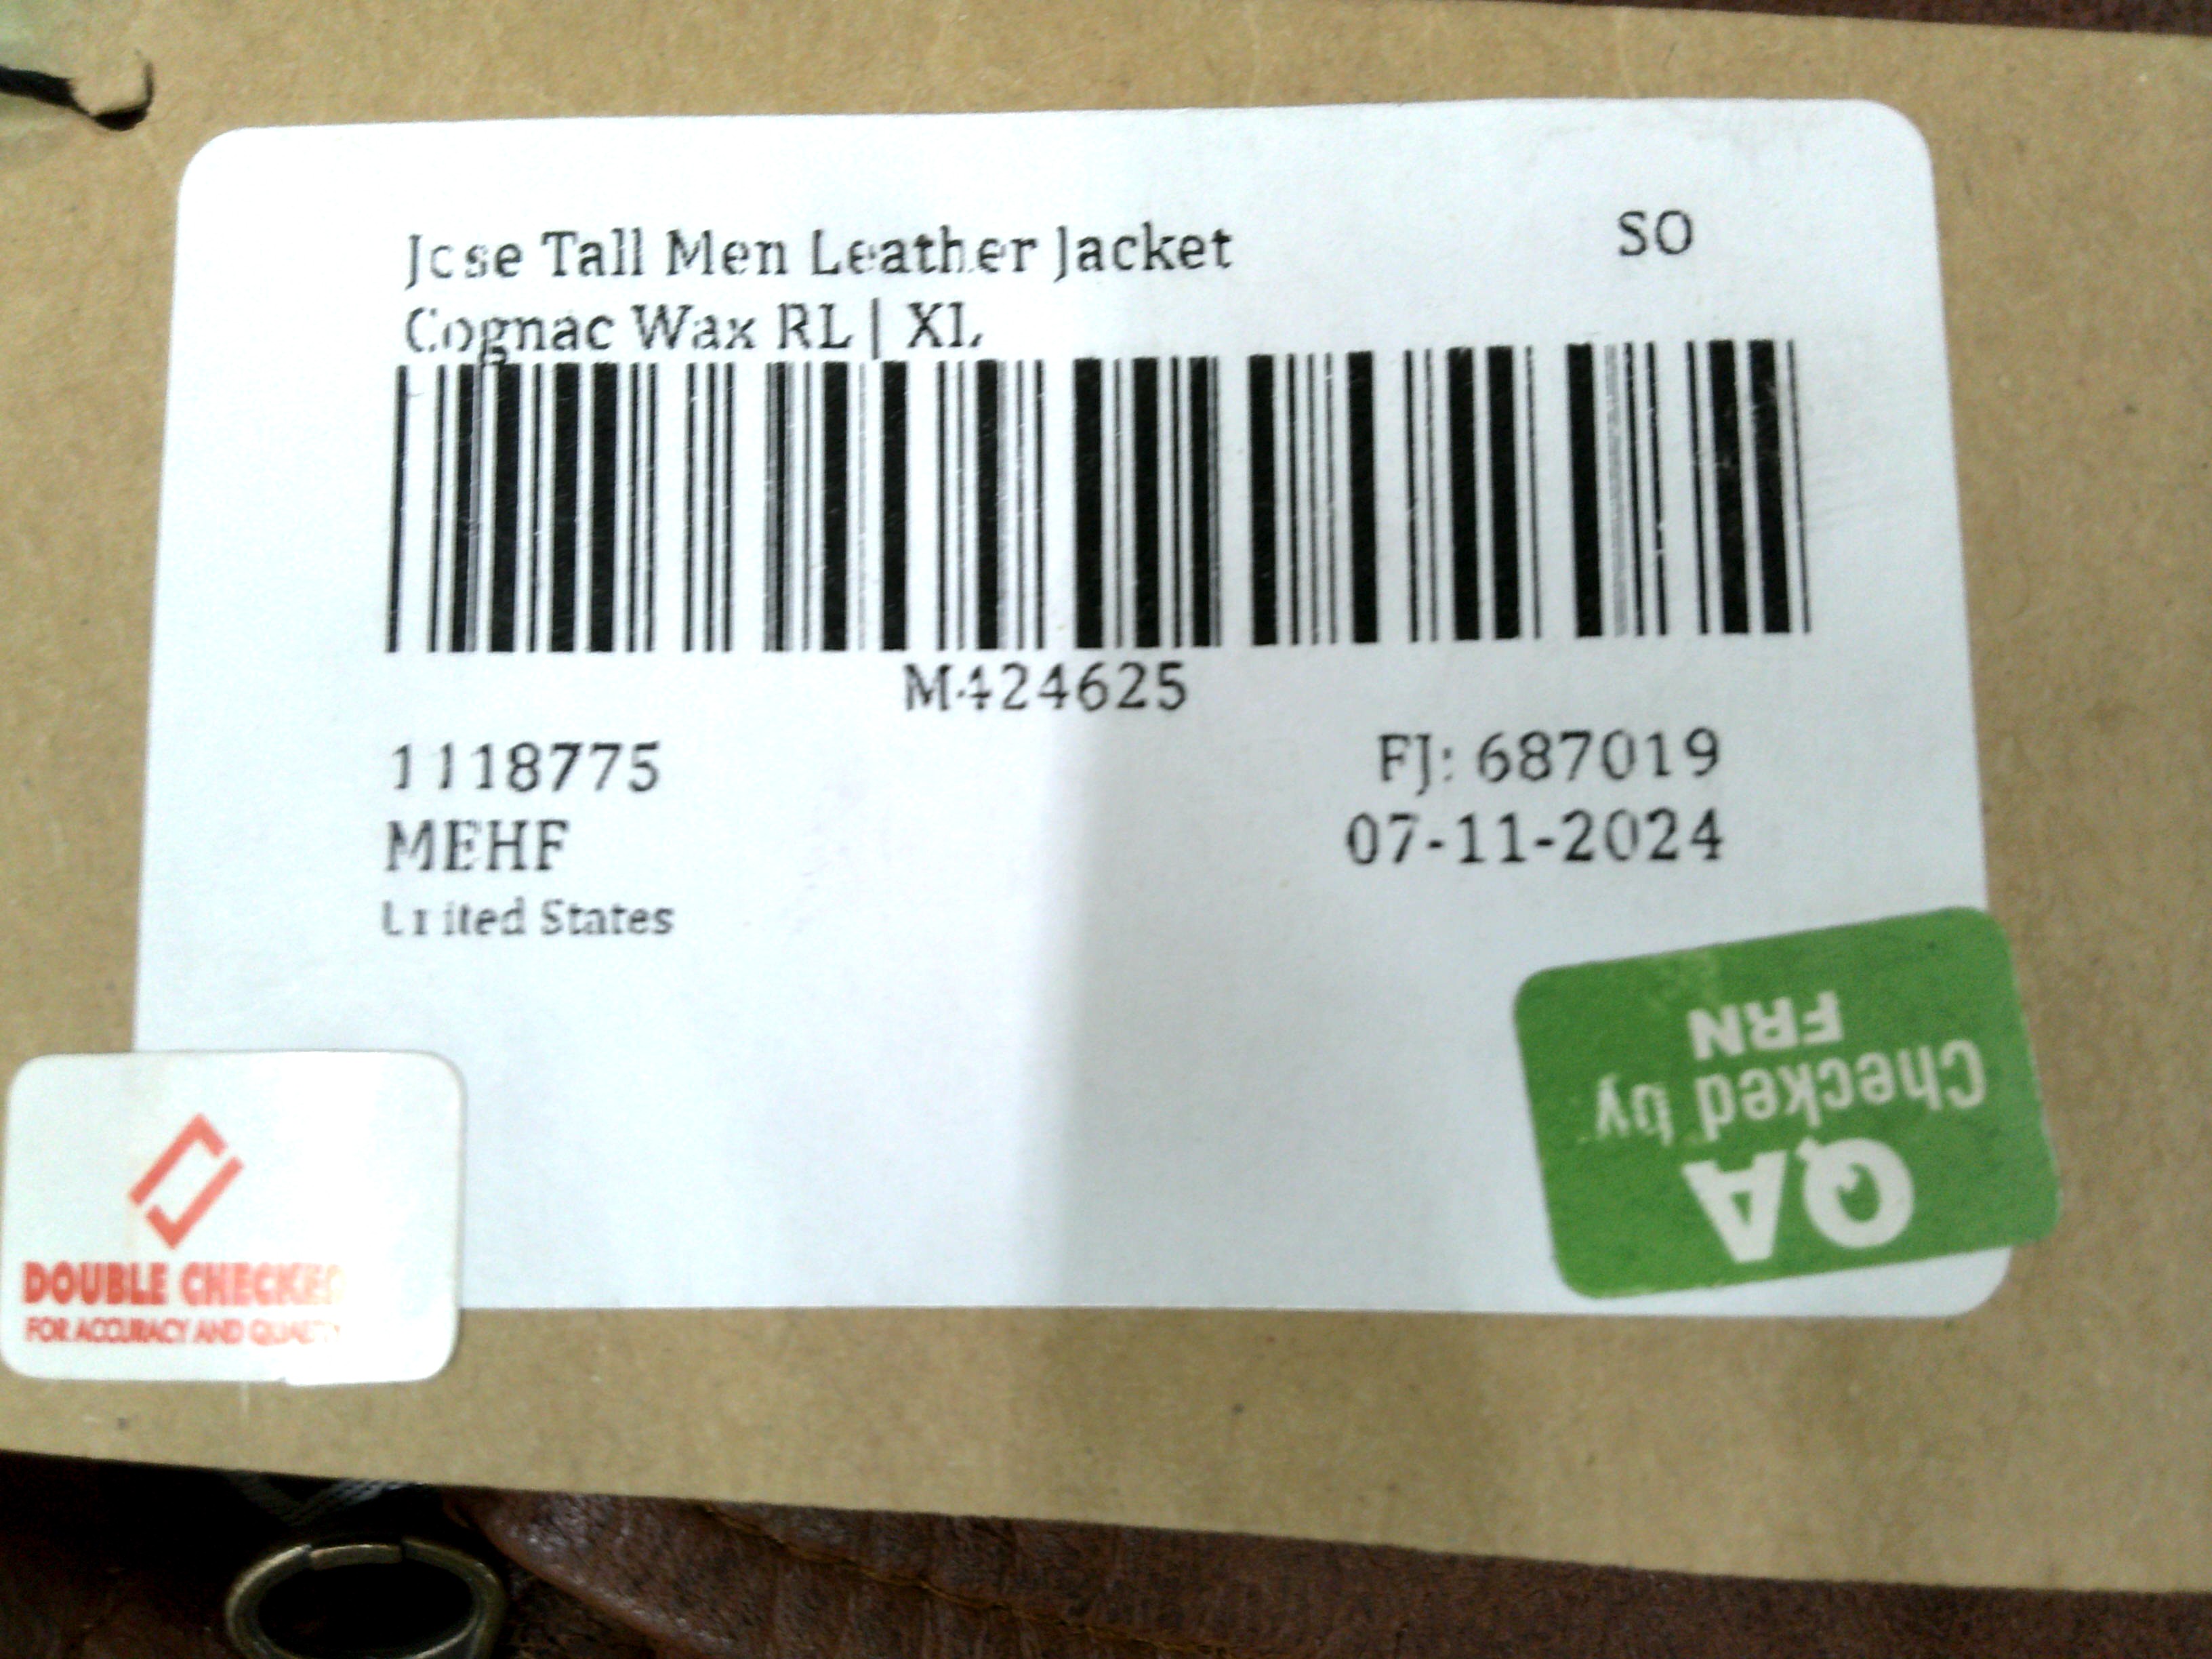 Jose Tall Men Leather Jacket
SO
Cognac Wax RL | XL
M424625
1118775
FJ: 687019
MEHF
07-11-2024
United States
QA
Checked by
FRN
DOUBLE CHECKED
FOR ACCURACY AND QUALITY